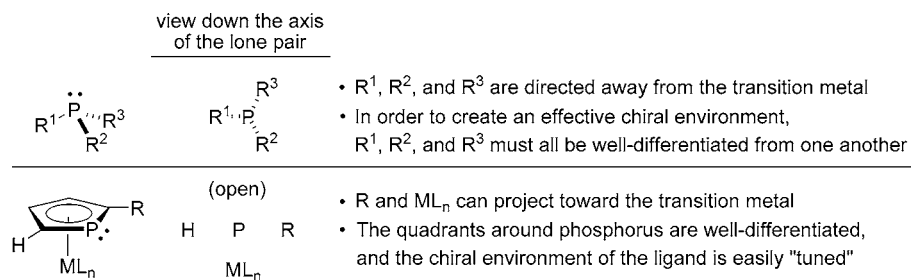 view down the axis
of the lone pair
P
R¹ R³
R²
R³
R¹ P
R²
• R¹, R², and R³ are directed away from the transition metal
• In order to create an effective chiral environment,
R¹, R², and R³ must all be well-differentiated from one another
R
P
H
MLₙ
(open)
H P R
MLₙ
• R and MLₙ can project toward the transition metal
• The quadrants around phosphorus are well-differentiated,
and the chiral environment of the ligand is easily "tuned"